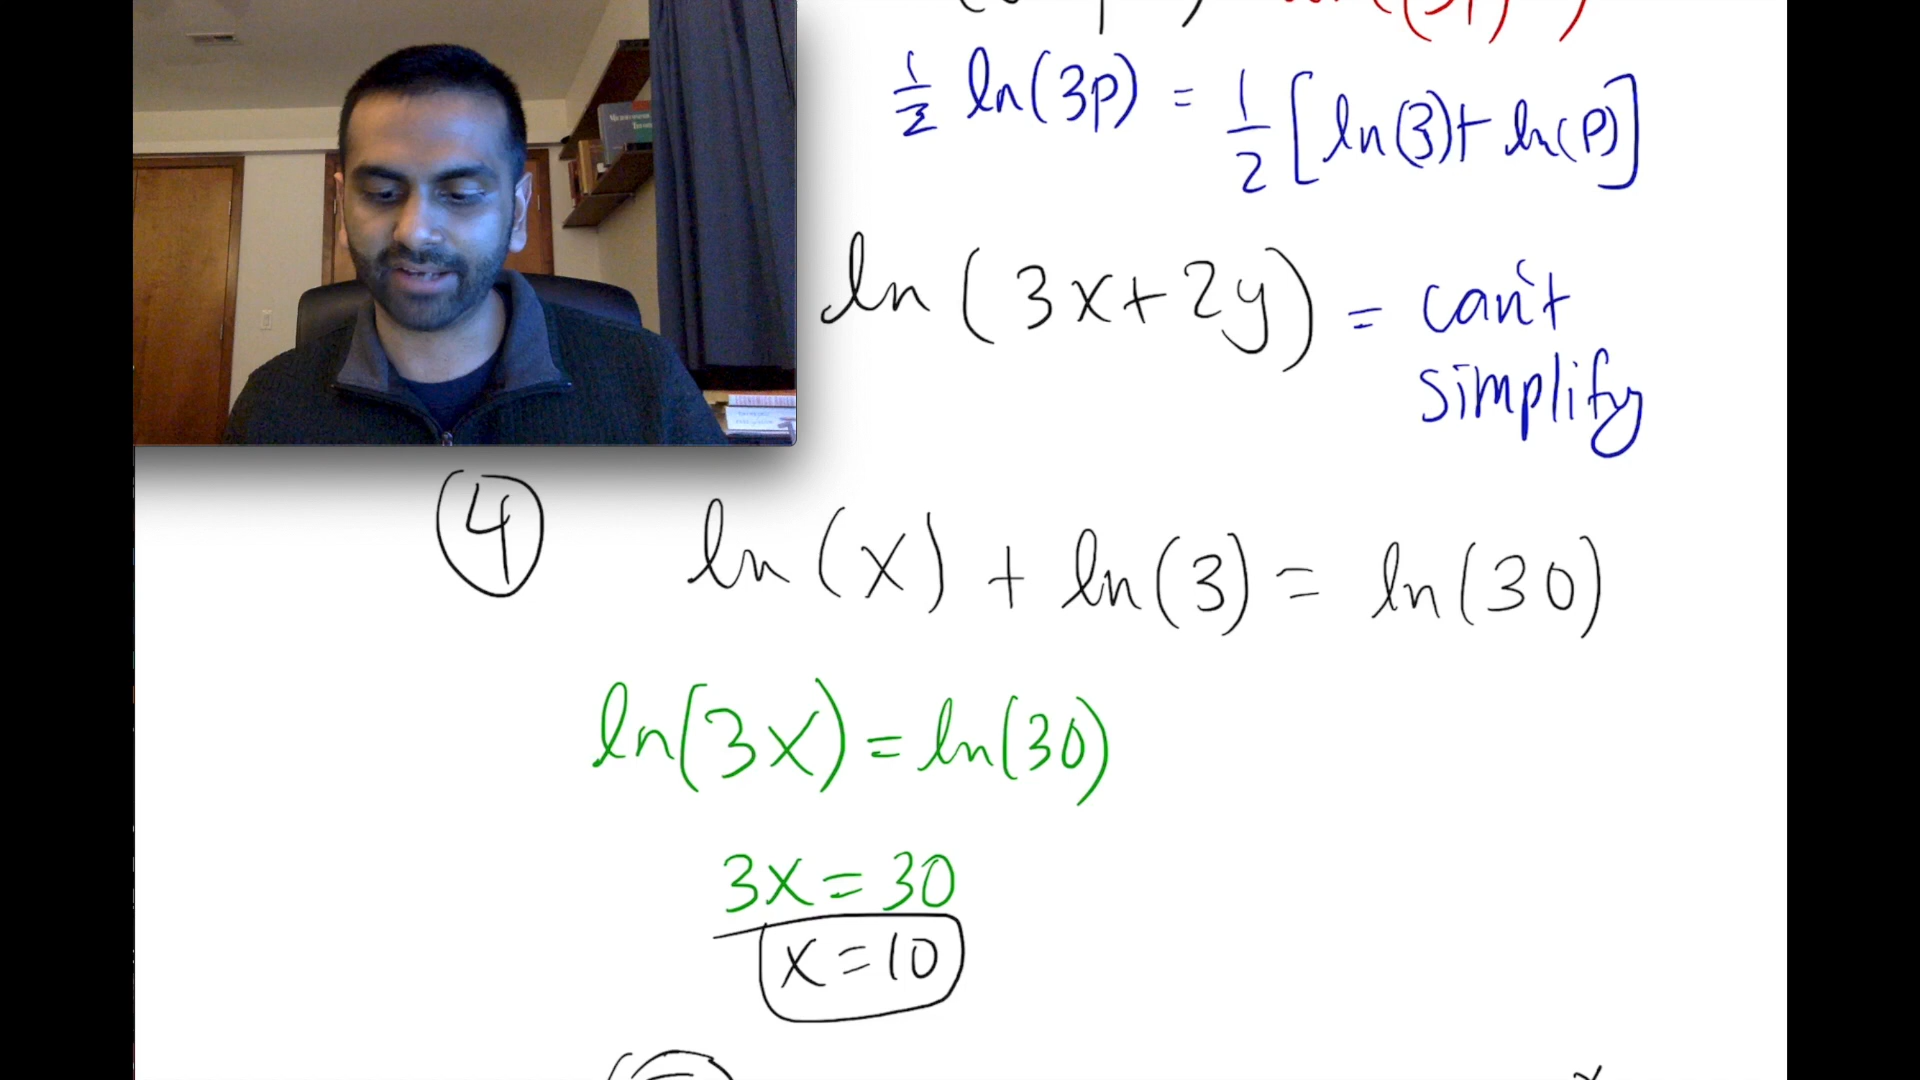 ½ ln(3p) = 1/2 [ln(3) + ln(p)]
ln(3x+2y) = can't
simplify
④ ln(x) + ln(3) = ln(30)
ln(3x) = ln(30)
3x = 30
x = 10